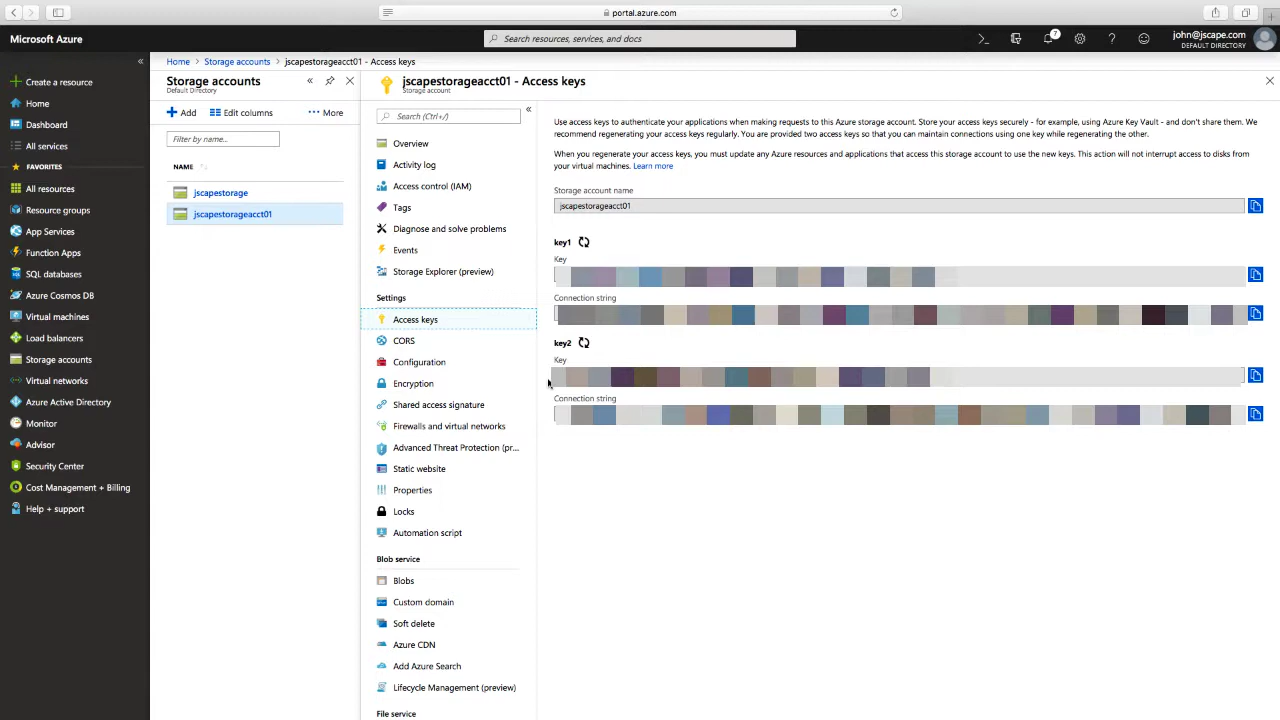 portal.azure.com
Microsoft Azure
Search resources, services, and docs
7
john@jscape.com
DEFAULT DIRECTORY
Create a resource
Home
Dashboard
All services
FAVORITES
All resources
Resource groups
App Services
Function Apps
SQL databases
Azure Cosmos DB
Virtual machines
Load balancers
Storage accounts
Virtual networks
Azure Active Directory
Monitor
Advisor
Security Center
Cost Management + Billing
Help + support
Home > Storage accounts > jscapestorageacct01 - Access keys
Storage accounts
Default Directory
Add
Edit columns
More
Filter by name...
NAME
jscapestorage
jscapestorageacct01
jscapestorageacct01 - Access keys
Storage account
Search (Ctrl+/)
Overview
Activity log
Access control (IAM)
Tags
Diagnose and solve problems
Events
Storage Explorer (preview)
Settings
Access keys
CORS
Configuration
Encryption
Shared access signature
Firewalls and virtual networks
Advanced Threat Protection (pr...
Static website
Properties
Locks
Automation script
Blob service
Blobs
Custom domain
Soft delete
Azure CDN
Add Azure Search
Lifecycle Management (preview)
File service
Use access keys to authenticate your applications when making requests to this Azure storage account. Store your access keys securely - for example, using Azure Key Vault - and don't share them. We
recommend regenerating your access keys regularly. You are provided two access keys so that you can maintain connections using one key while regenerating the other.
When you regenerate your access keys, you must update any Azure resources and applications that access this storage account to use the new keys. This action will not interrupt access to disks from
your virtual machines. Learn more
Storage account name
jscapestorageacct01
key1
Key
Connection string
key2
Key
Connection string